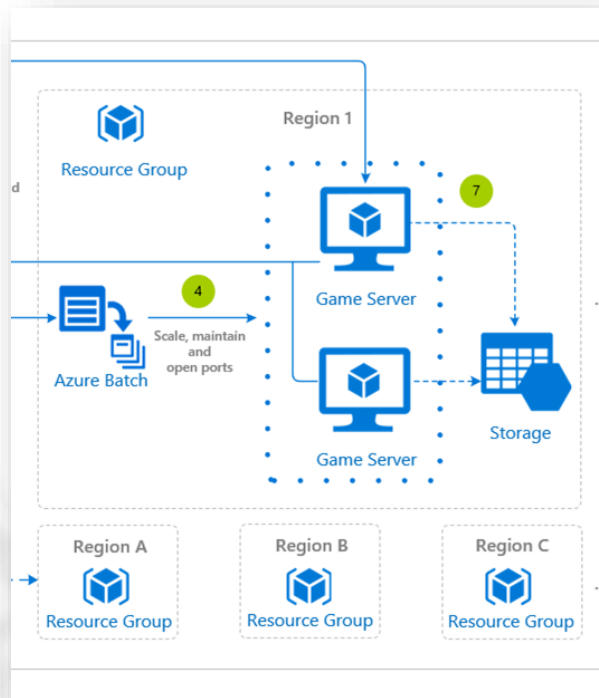 Region 1
Resource Group
d
7
Game Server
4
Scale, maintain
and
open ports
Azure Batch
Storage
Game Server
Region A
Resource Group
Region B
Resource Group
Region C
Resource Group